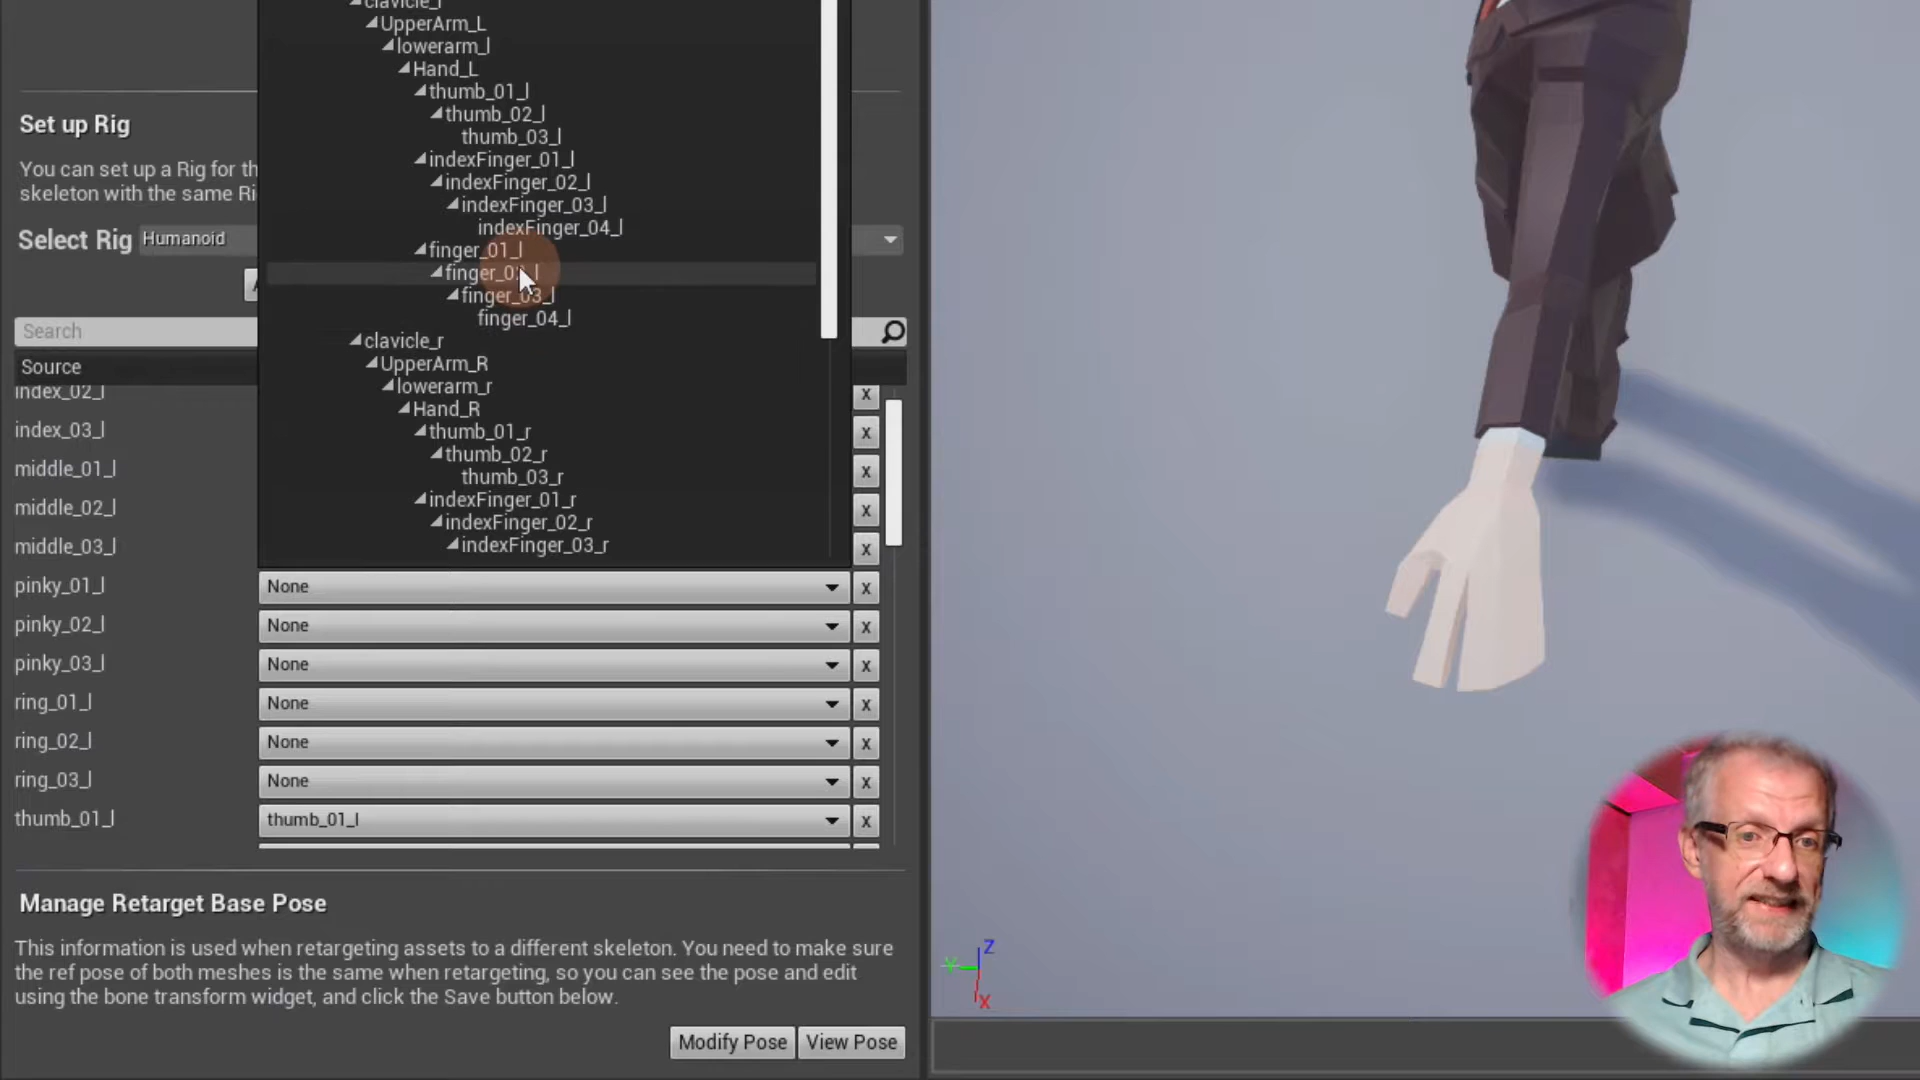 clavicle_l
UpperArm_L
lowerarm_l
Hand_L
thumb_01_l
Set up Rig
thumb_02_l
thumb_03_l
You can set up a Rig for th
indexFinger_01_l
skeleton with the same Ri
indexFinger_02_l
indexFinger_03_l
indexFinger_04_l
Select Rig Humanoid
finger_01_l
finger_02_l
finger_03_l
finger_04_l
Search
clavicle_r
Source
UpperArm_R
lowerarm_r
index_02_l x
Hand_R
index_03_l x
thumb_01_r
thumb_02_r
middle_01_l x
thumb_03_r
indexFinger_01_r
middle_02_l x
indexFinger_02_r
middle_03_l x
indexFinger_03_r
pinky_01_l None x
pinky_02_l None x
pinky_03_l None x
ring_01_l None x
ring_02_l None x
ring_03_l None x
thumb_01_l thumb_01_l x
Manage Retarget Base Pose
This information is used when retargeting assets to a different skeleton. You need to make sure
the ref pose of both meshes is the same when retargeting, so you can see the pose and edit
using the bone transform widget, and click the Save button below.
Modify Pose View Pose
Z
Y
X